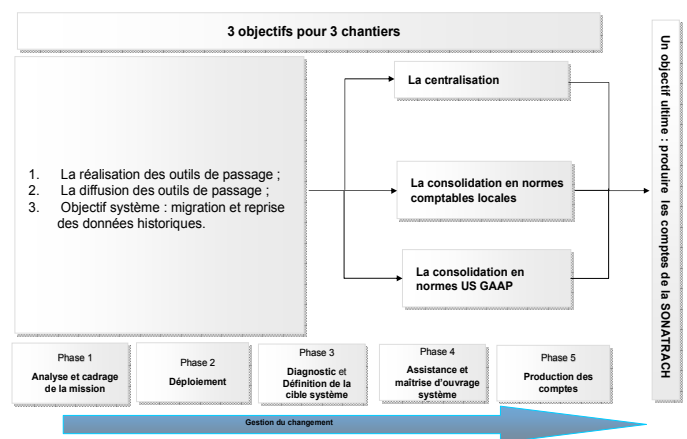 3 objectifs pour 3 chantiers
1. La réalisation des outils de passage ;
2. La diffusion des outils de passage ;
3. Objectif système : migration et reprise
des données historiques.
La centralisation
La consolidation en normes
comptables locales
La consolidation en
normes US GAAP
Un objectif ultime : produire les comptes de la SONATRACH
Phase 1
Analyse et cadrage
de la mission
Phase 2
Déploiement
Phase 3
Diagnostic et
Définition de la
cible système
Phase 4
Assistance et
maîtrise d'ouvrage
système
Phase 5
Production des
comptes
Gestion du changement